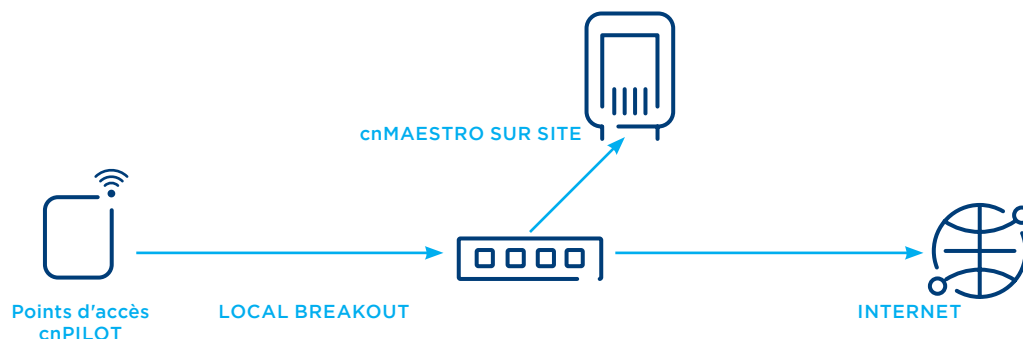 cnMAESTRO SUR SITE
Points d'accès
cnPILOT
LOCAL BREAKOUT
INTERNET